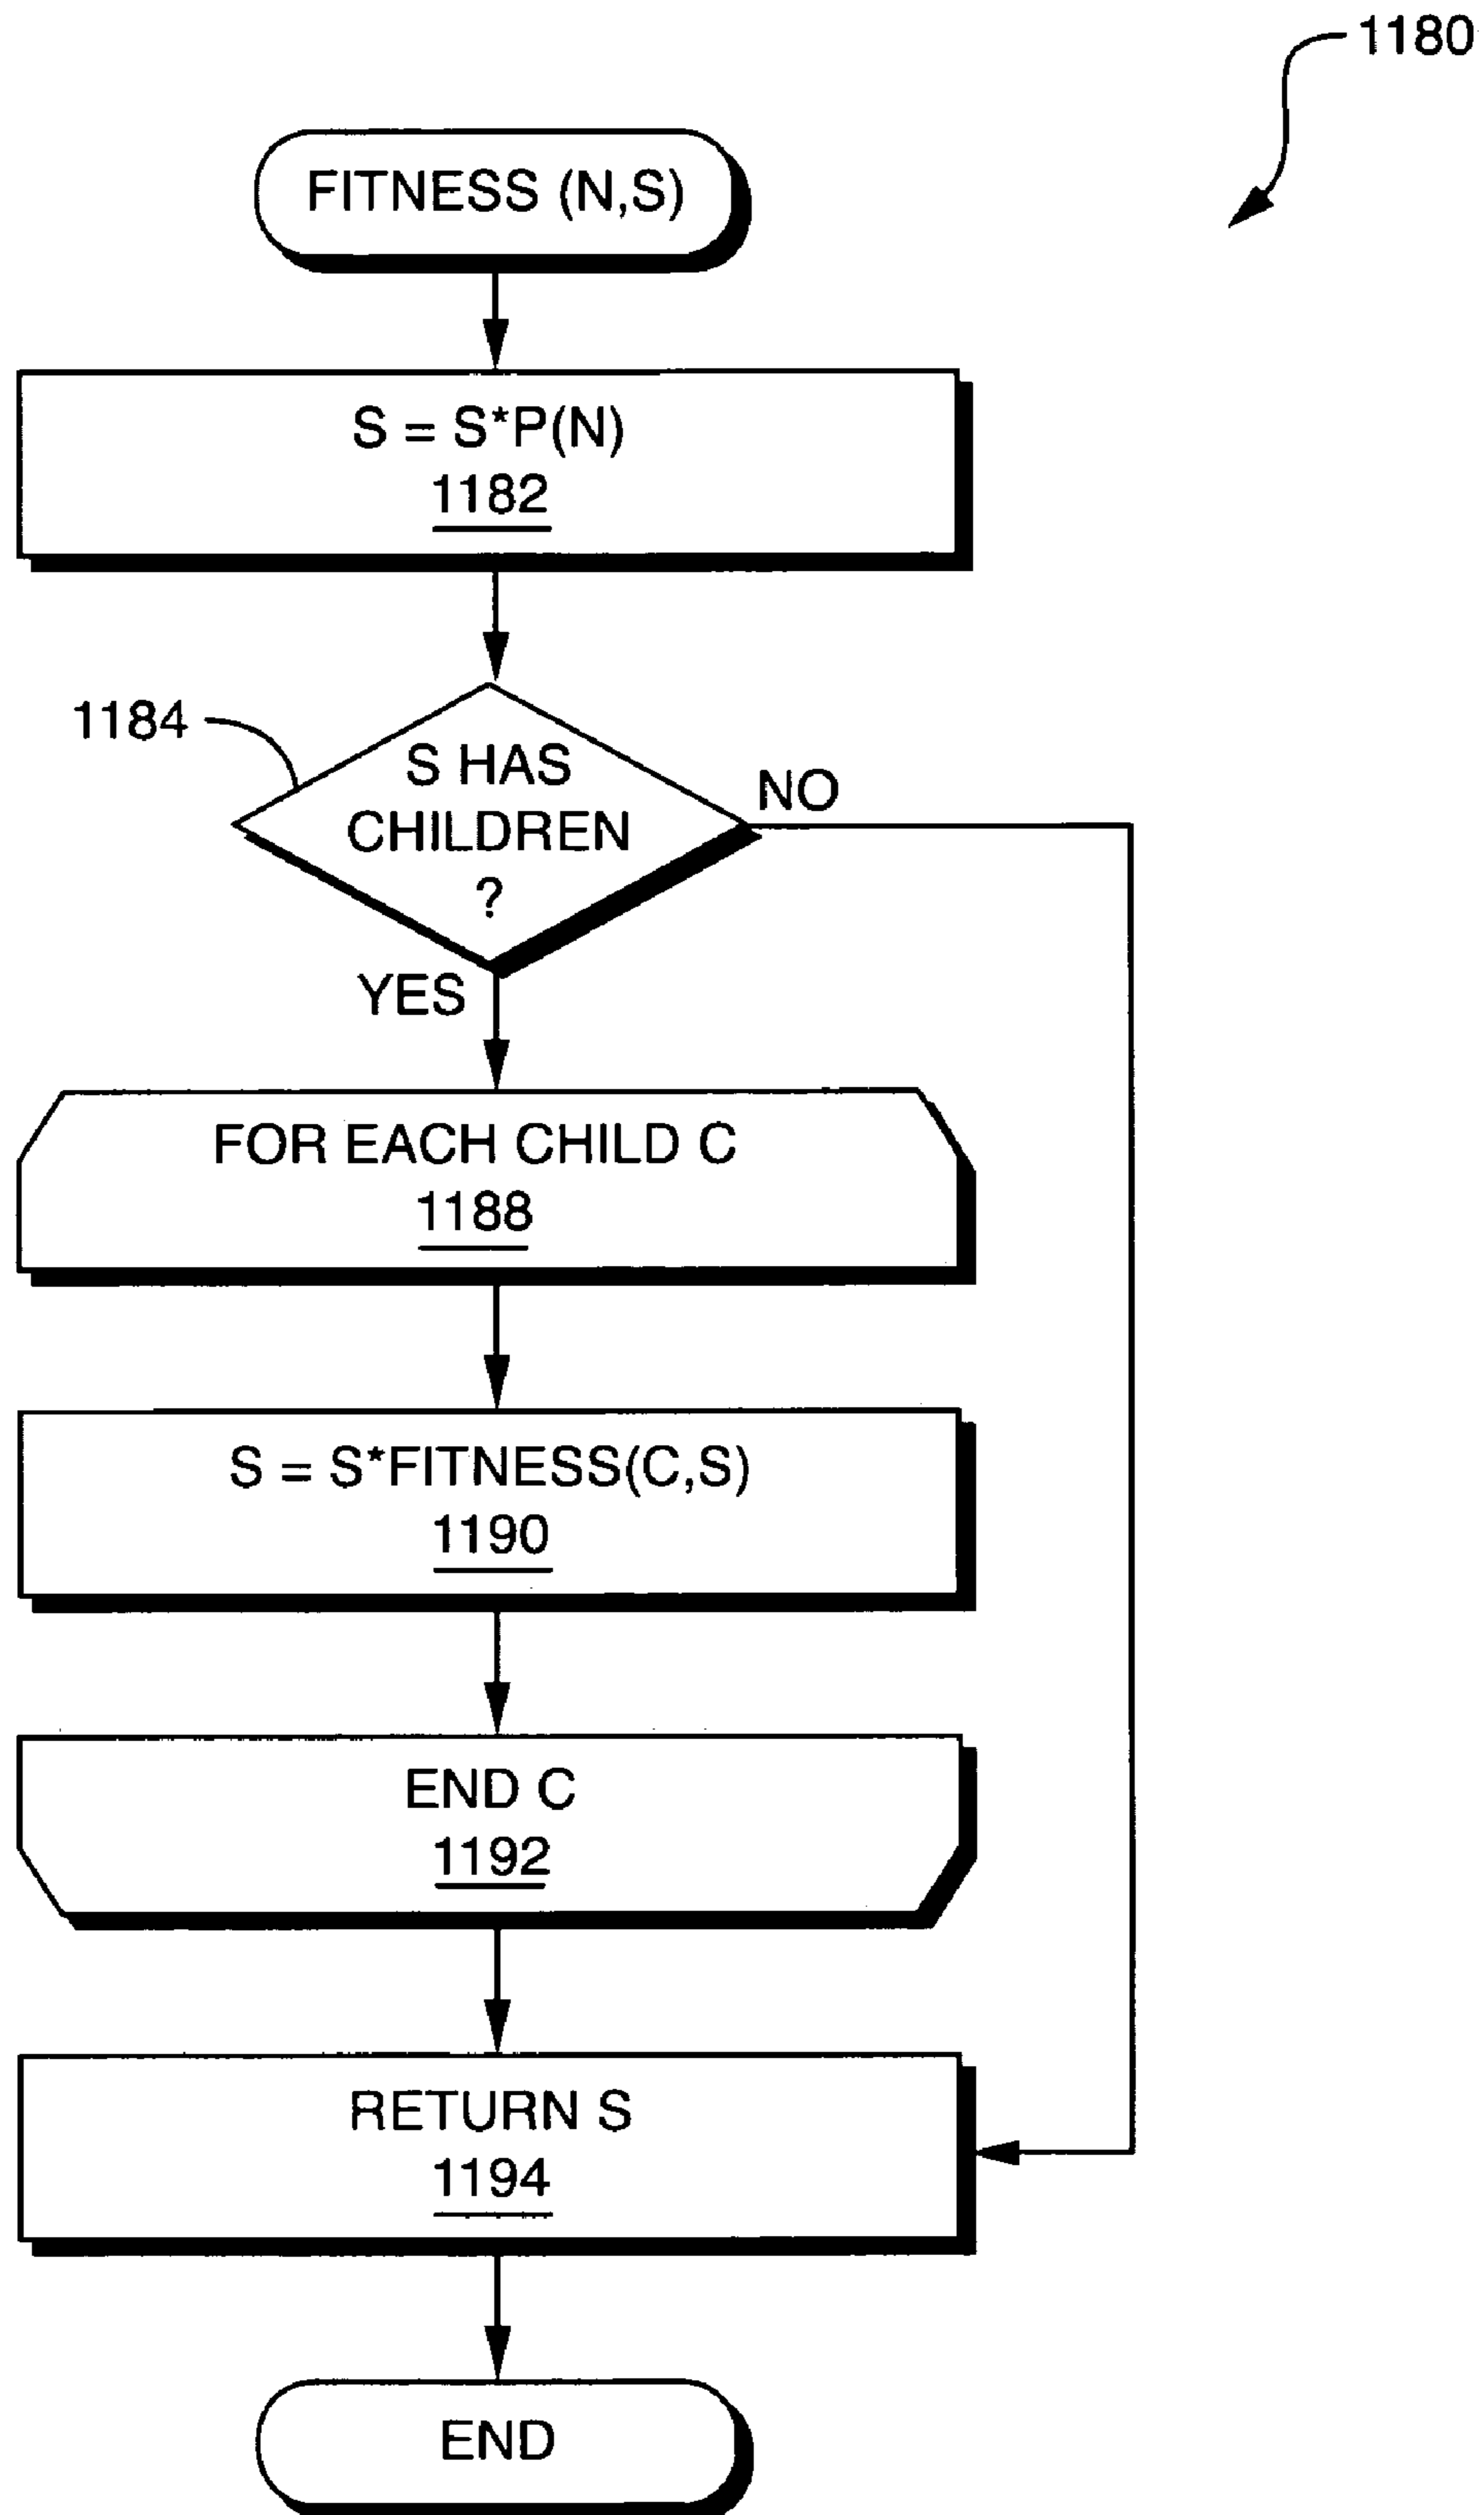 1180
FITNESS (N,S)
S = S*P(N)
1182
1184
S HAS
CHILDREN
?
NO
YES
FOR EACH CHILD C
1188
S = S*FITNESS(C,S)
1190
END C
1192
RETURN S
1194
END